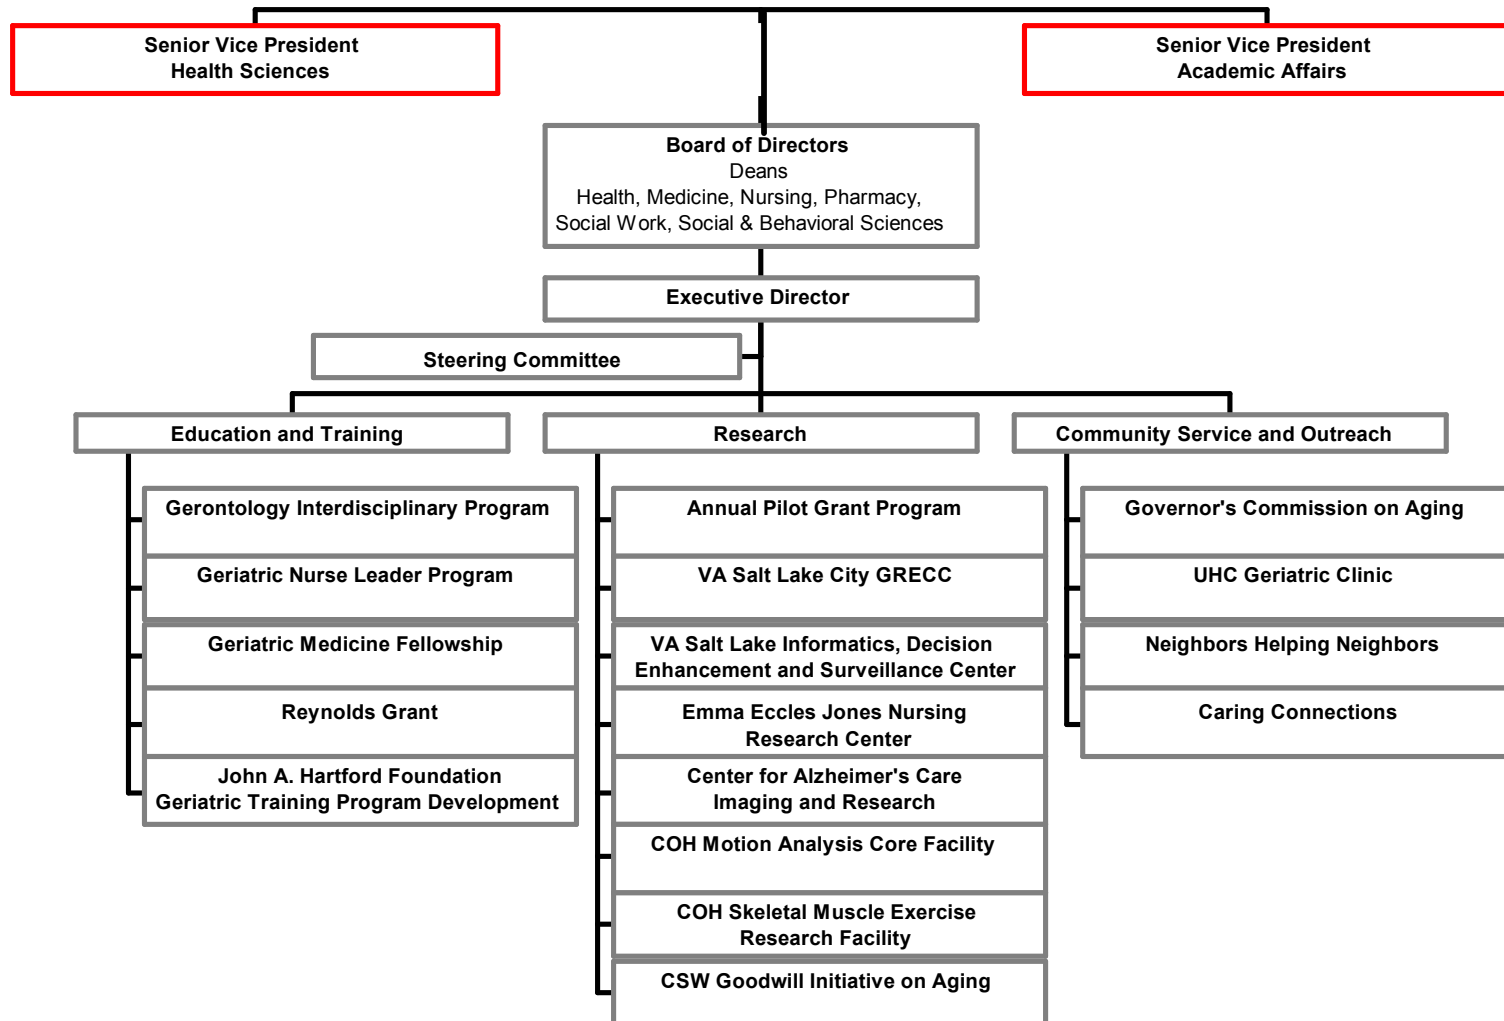 Senior Vice President
Health Sciences
Senior Vice President
Academic Affairs
Board of Directors
Deans
Health, Medicine, Nursing, Pharmacy,
Social Work, Social & Behavioral Sciences
Executive Director
Steering Committee
Education and Training
Research
Community Service and Outreach
Gerontology Interdisciplinary Program
Geriatric Nurse Leader Program
Geriatric Medicine Fellowship
Reynolds Grant
John A. Hartford Foundation
Geriatric Training Program Development
Annual Pilot Grant Program
VA Salt Lake City GRECC
VA Salt Lake Informatics, Decision
Enhancement and Surveillance Center
Emma Eccles Jones Nursing
Research Center
Center for Alzheimer's Care
Imaging and Research
COH Motion Analysis Core Facility
COH Skeletal Muscle Exercise
Research Facility
CSW Goodwill Initiative on Aging
Governor's Commission on Aging
UHC Geriatric Clinic
Neighbors Helping Neighbors
Caring Connections